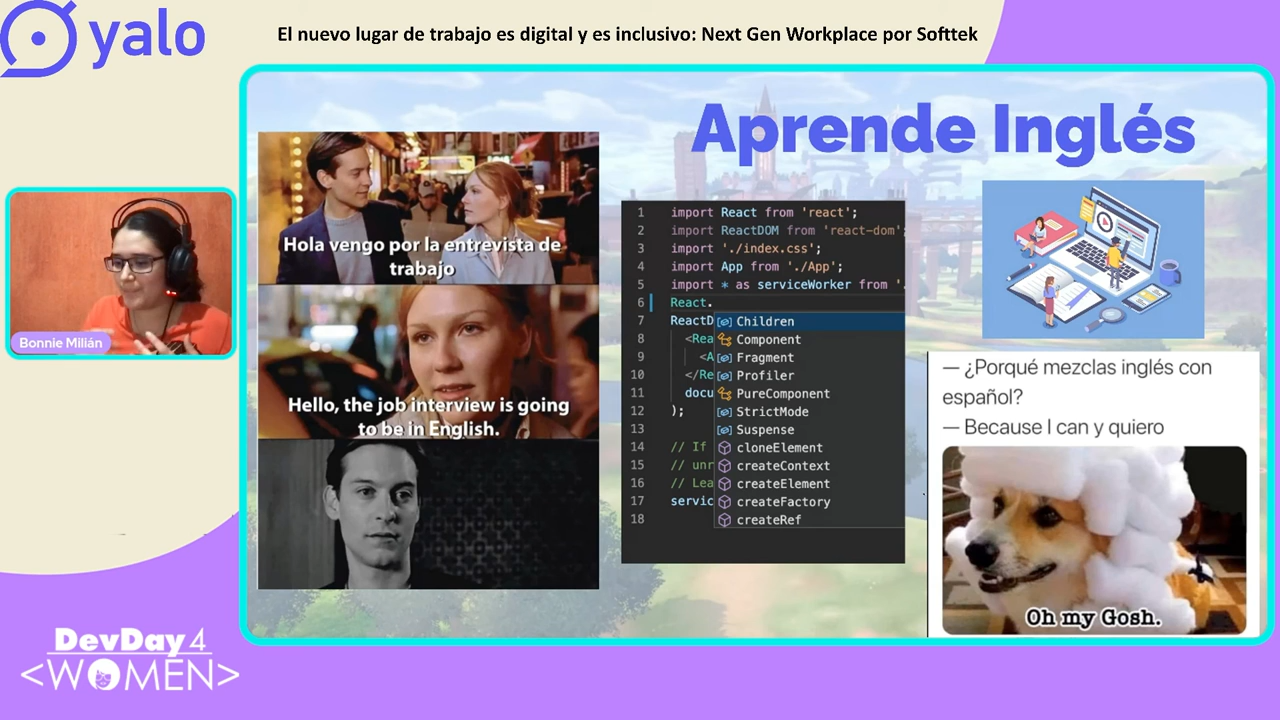 yalo
El nuevo lugar de trabajo es digital y es inclusivo: Next Gen Workplace por Softtek
Aprende Inglés
Bonnie Milián
Hola vengo por la entrevista de
trabajo
Hello, the job interview is going
to be in English.
1 import React from 'react';
2 import ReactDOM from 'react-dom';
3 import './index.css';
4 import App from './App';
5 import * as serviceWorker from '.
6 React.
7 ReactD
8 <Rea
9 <A
10 </Re
11 docu
12 );
13
14 // If
15 // unr
16 // Lea
17 servic
18
Children
Component
Fragment
Profiler
PureComponent
StrictMode
Suspense
cloneElement
createContext
createElement
createFactory
createRef
— ¿Porqué mezclas inglés con
español?
— Because I can y quiero
Oh my Gosh.
DevDay4
<WOMEN>